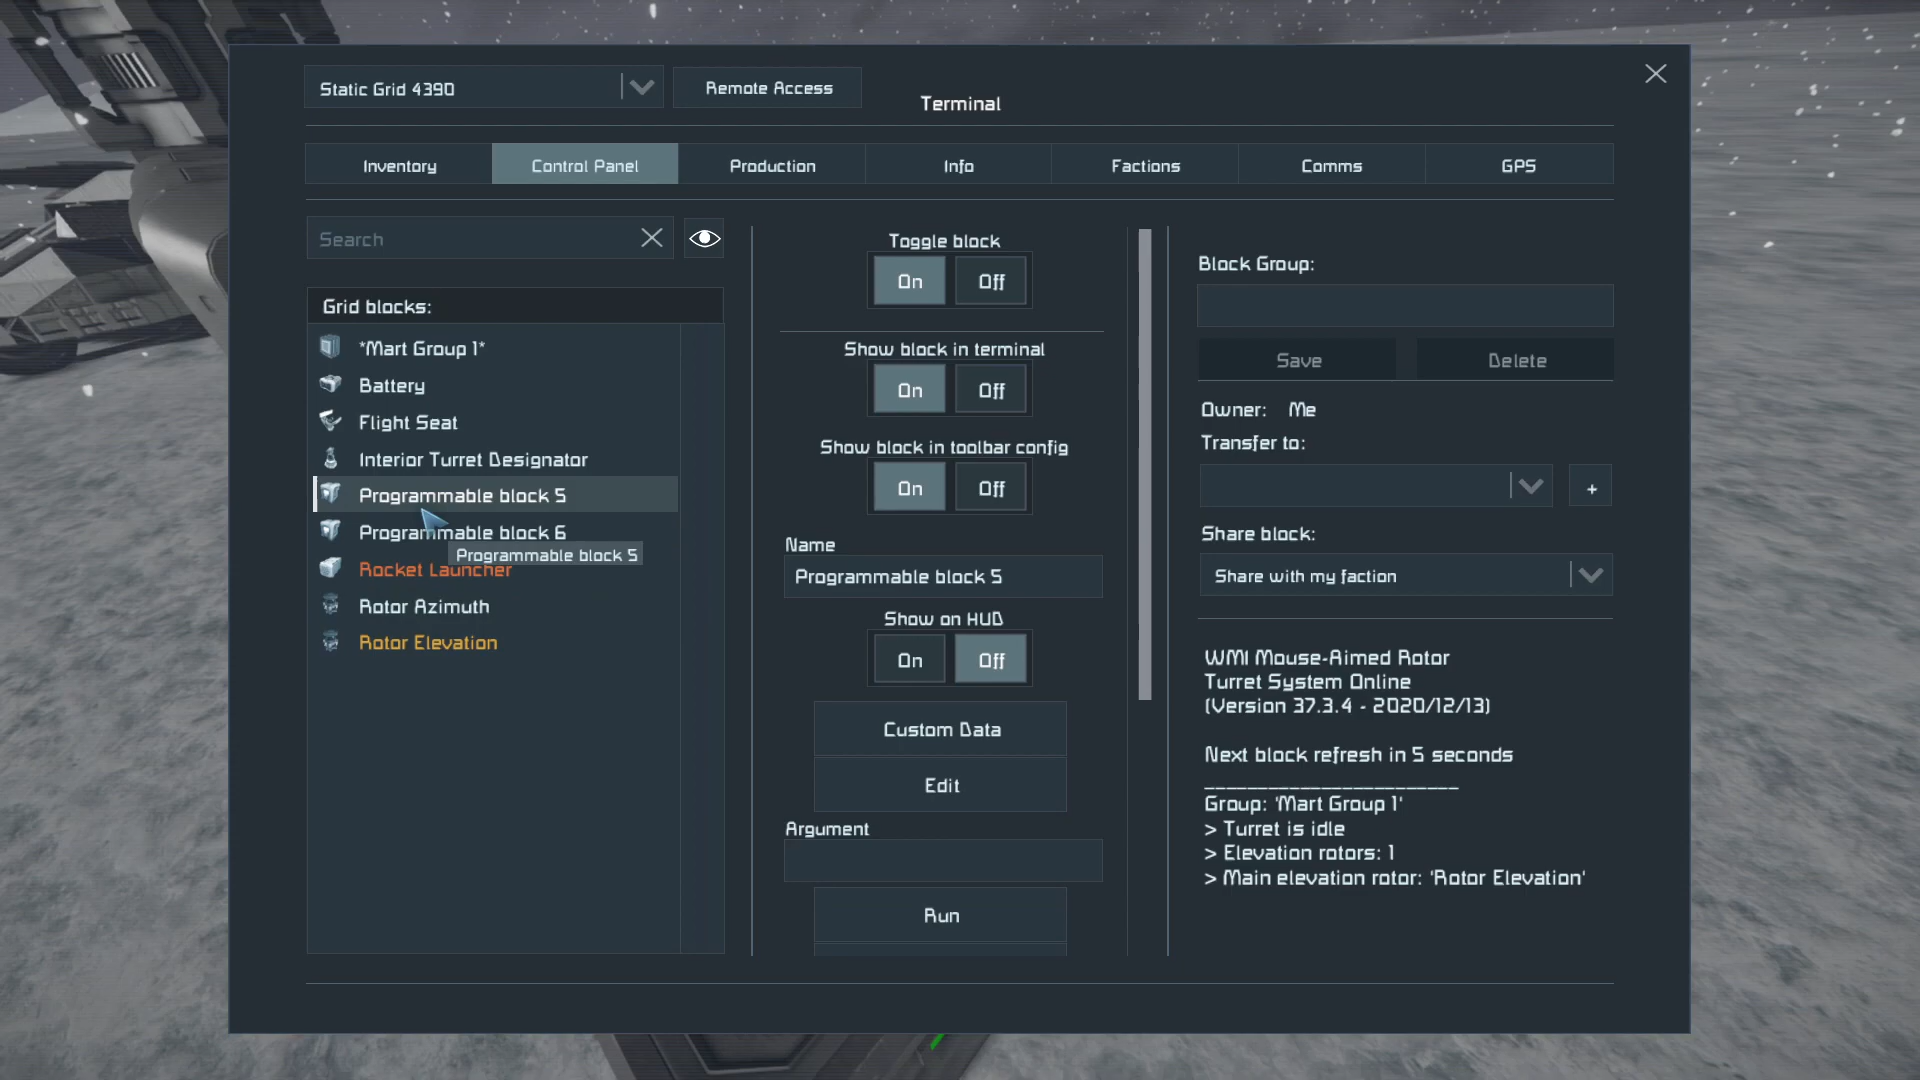 Static Grid 4390
Remote Access
Terminal
Inventory
Control Panel
Production
Info
Factions
Comms
GPS
Search
Grid blocks:
*Mart Group 1*
Battery
Flight Seat
Interior Turret Designator
Programmable block 5
Programmable block 6
Programmable block 5
Rocket Launcher
Rotor Azimuth
Rotor Elevation
Toggle block
On
Off
Show block in terminal
On
Off
Show block in toolbar config
On
Off
Name
Programmable block 5
Show on HUD
On
Off
Custom Data
Edit
Argument
Run
Block Group:
Save
Delete
Owner: Me
Transfer to:
+
Share block:
Share with my faction
WMI Mouse-Aimed Rotor
Turret System Online
(Version 37.3.4 - 2020/12/13)
Next block refresh in 5 seconds
________________________
Group: 'Mart Group 1'
> Turret is idle
> Elevation rotors: 1
> Main elevation rotor: 'Rotor Elevation'